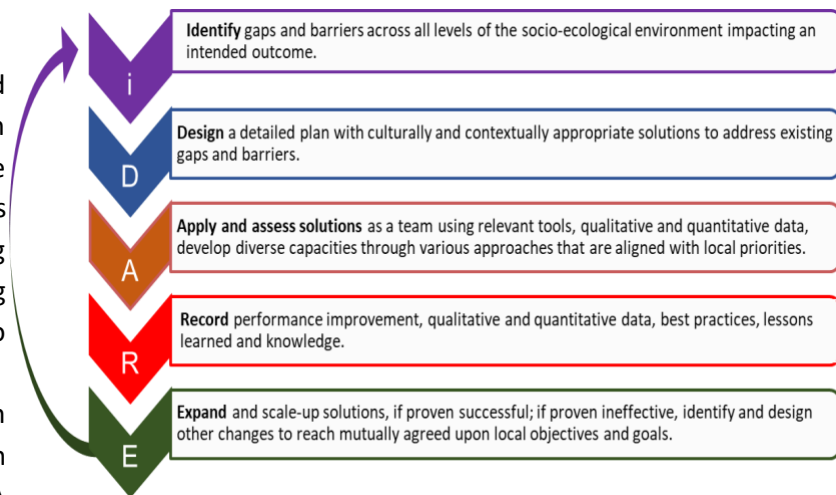 i
Identify gaps and barriers across all levels of the socio-ecological environment impacting an
intended outcome.
D
Design a detailed plan with culturally and contextually appropriate solutions to address existing
gaps and barriers.
A
Apply and assess solutions as a team using relevant tools, qualitative and quantitative data,
develop diverse capacities through various approaches that are aligned with local priorities.
R
Record performance improvement, qualitative and quantitative data, best practices, lessons
learned and knowledge.
E
Expand and scale-up solutions, if proven successful; if proven ineffective, identify and design
other changes to reach mutually agreed upon local objectives and goals.